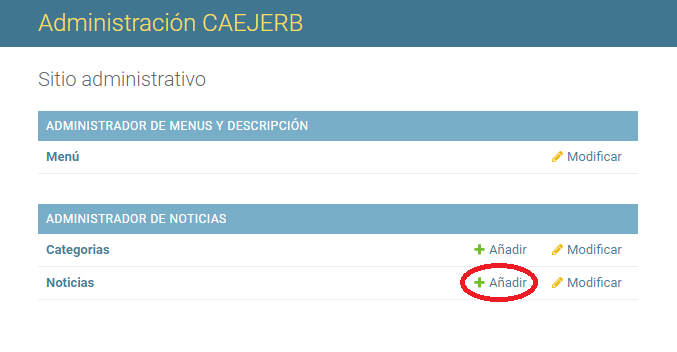 Administración CAEJERB
Sitio administrativo
ADMINISTRADOR DE MENUS Y DESCRIPCIÓN
Menú Modificar
ADMINISTRADOR DE NOTICIAS
Categorias Añadir Modificar
Noticias Añadir Modificar